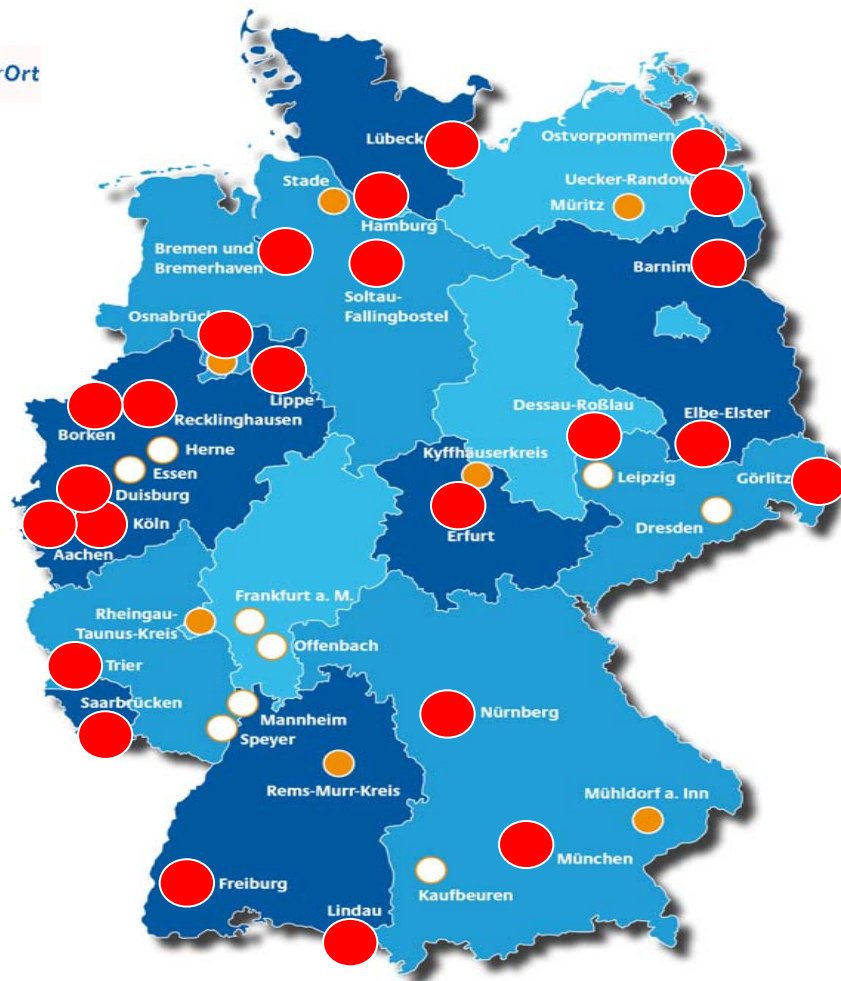 Ort
Lübeck
Ostvorpommern
Stade
Uecker-Randow
Müritz
Hamburg
Bremen und
Bremerhaven
Barnim
Soltau-
Fallingbostel
Osnabrück
Lippe
Recklinghausen
Borken
Dessau-Roßlau
Elbe-Elster
Herne
Kyffhäuserkreis
Essen
Leipzig
Görlitz
Duisburg
Köln
Dresden
Erfurt
Aachen
Frankfurt a. M.
Rheingau-
Taunus-Kreis
Offenbach
Trier
Saarbrücken
Nürnberg
Mannheim
Speyer
Rems-Murr-Kreis
Mühldorf a. Inn
München
Freiburg
Kaufbeuren
Lindau